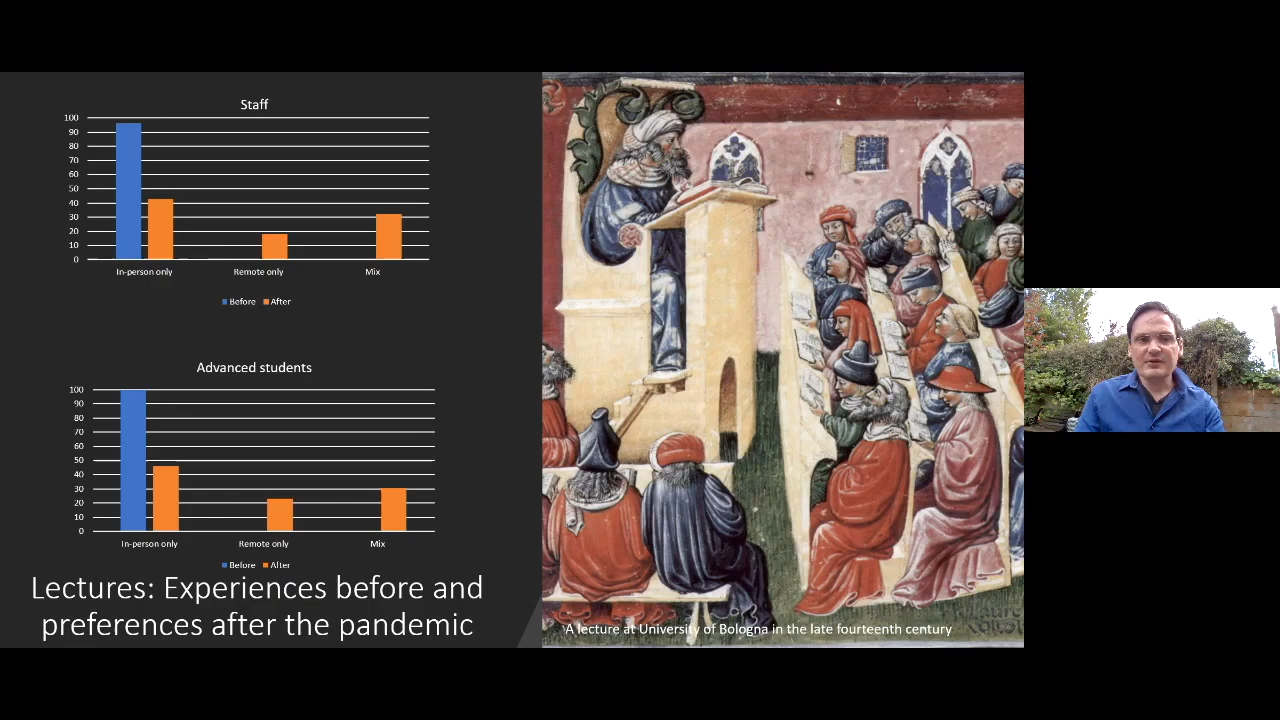 Staff
100
90
80
70
60
50
40
30
20
10
0
In-person only Remote only Mix
Before After
Advanced students
100
90
80
70
60
50
40
30
20
10
0
In-person only Remote only Mix
Before After
Lectures: Experiences before and
preferences after the pandemic
A lecture at University of Bologna in the late fourteenth century